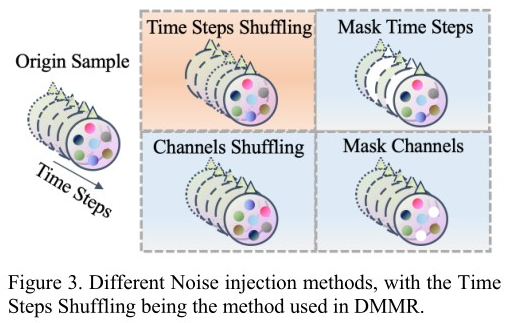 Time Steps Shuffling
Mask Time Steps
Origin Sample
Time Steps
Channels Shuffling
Mask Channels
Figure 3. Different Noise injection methods, with the Time
Steps Shuffling being the method used in DMMR.